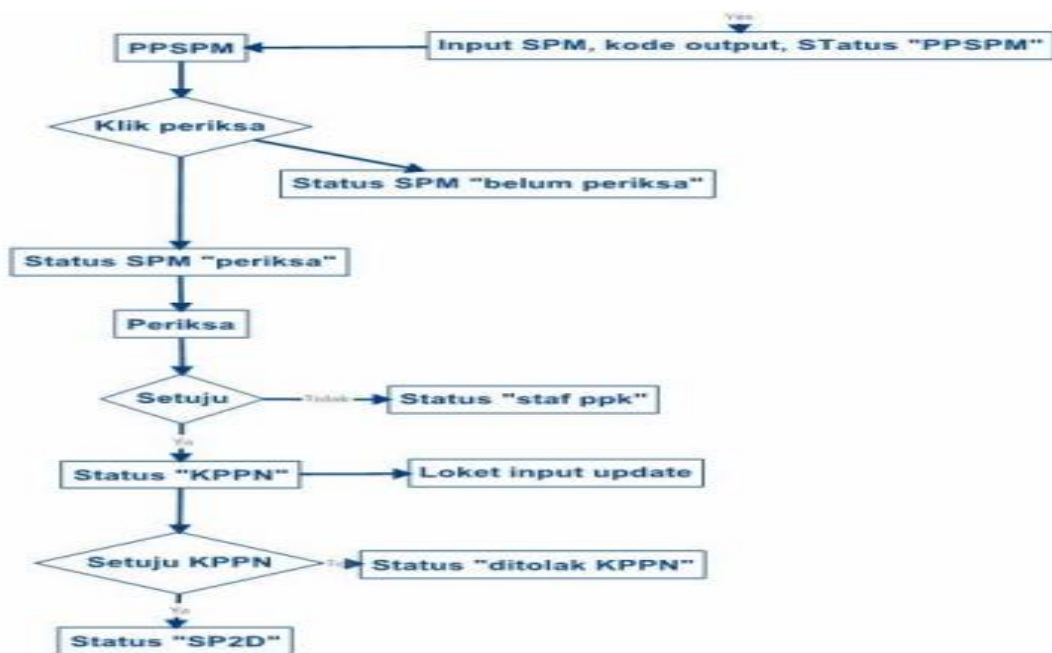 Yes
PPSPM
Input SPM, kode output, STatus "PPSPM"
Klik periksa
Status SPM "belum periksa"
Status SPM "periksa"
Periksa
Setuju
Tidak
Status "staf ppk"
Ya
Status "KPPN"
Loket input update
Setuju KPPN
Status "ditolak KPPN"
Ya
Status "SP2D"